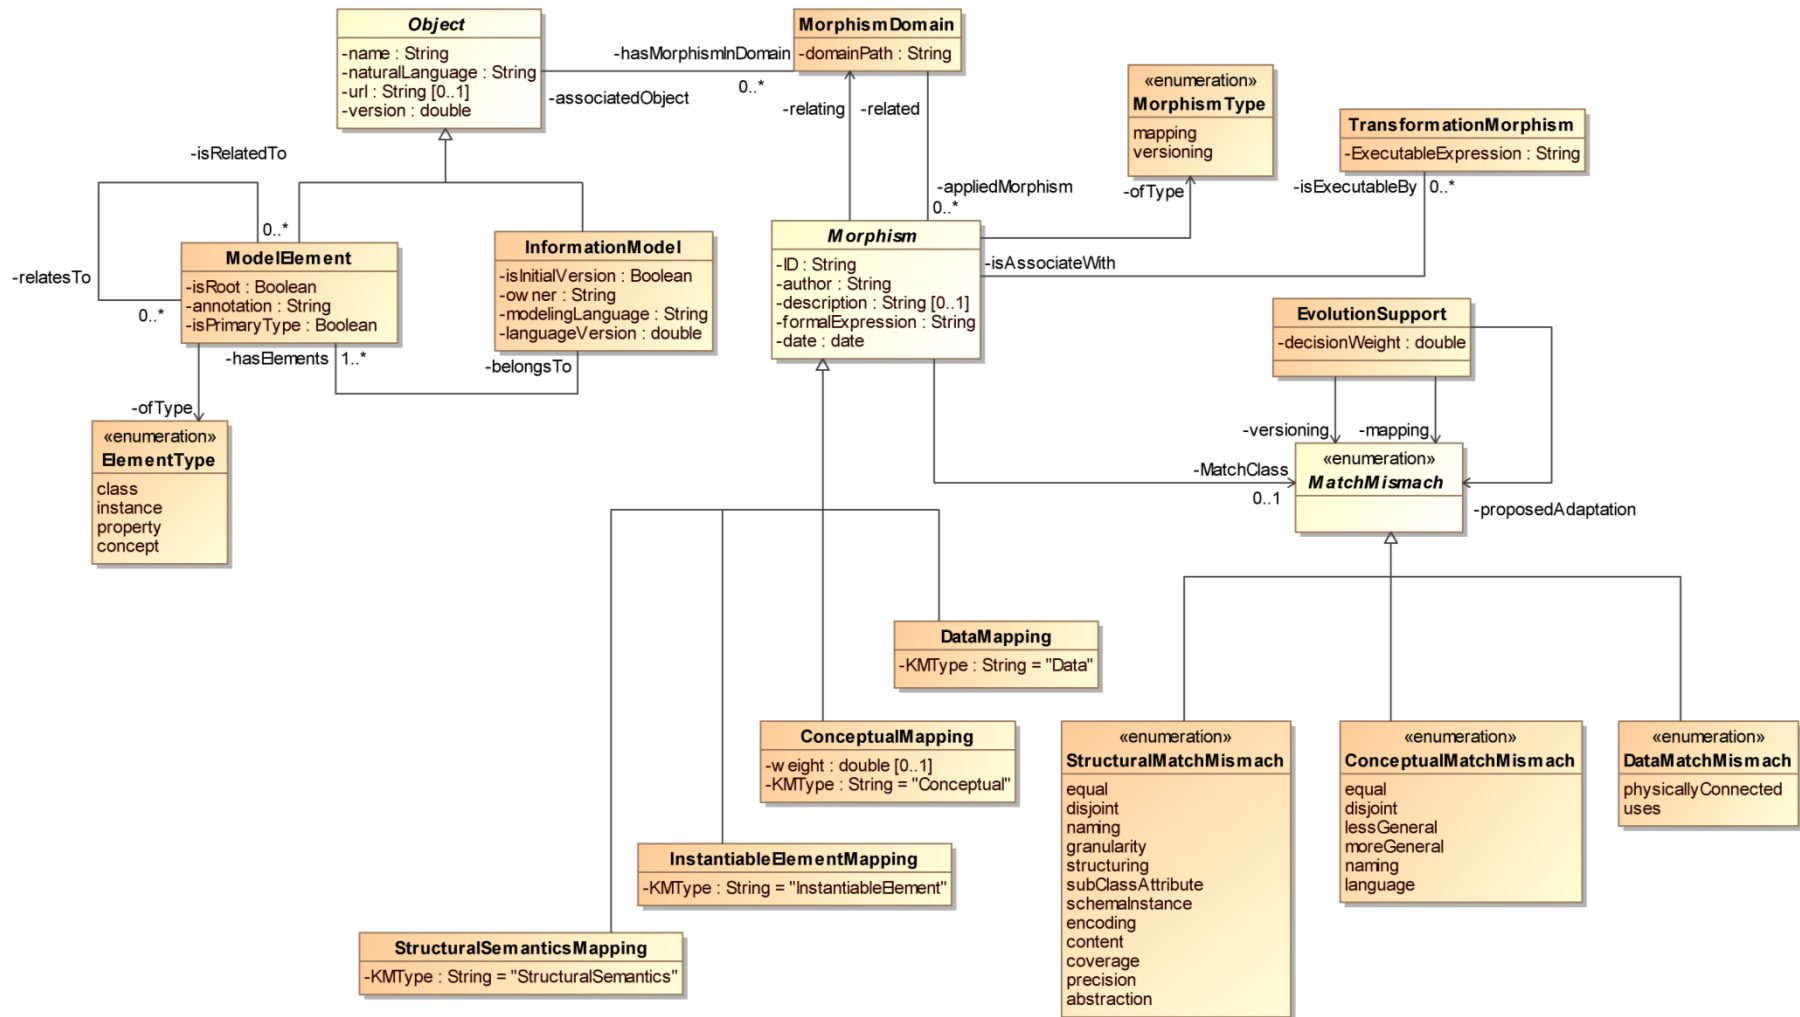 Object
-name : String
-naturalLanguage : String
-url : String [0..1]
-version : double
-hasMorphismInDomain
0..*
-associatedObject
MorphismDomain
-domainPath : String
-relating
-related
-appliedMorphism
0..*
«enumeration»
MorphismType
mapping
versioning
-ofType
TransformationMorphism
-ExecutableExpression : String
-isExecutableBy
0..*
-isRelatedTo
0..*
-relatesTo
0..*
ModelElement
-isRoot : Boolean
-annotation : String
-isPrimaryType : Boolean
-hasElements
1..*
-belongsTo
InformationModel
-isInitialVersion : Boolean
-owner : String
-modelingLanguage : String
-languageVersion : double
-ofType
«enumeration»
ElementType
class
instance
property
concept
Morphism
-ID : String
-author : String
-description : String [0..1]
-formalExpression : String
-date : date
-isAssociateWith
EvolutionSupport
-decisionWeight : double
-versioning
-mapping
-MatchClass
0..1
«enumeration»
MatchMismach
-proposedAdaptation
DataMapping
-KMType : String = "Data"
ConceptualMapping
-weight : double [0..1]
-KMType : String = "Conceptual"
InstantiableElementMapping
-KMType : String = "InstantiableElement"
StructuralSemanticsMapping
-KMType : String = "StructuralSemantics"
«enumeration»
StructuralMatchMismach
equal
disjoint
naming
granularity
structuring
subClassAttribute
schemaInstance
encoding
content
coverage
precision
abstraction
«enumeration»
ConceptualMatchMismach
equal
disjoint
lessGeneral
moreGeneral
naming
language
«enumeration»
DataMatchMismach
physicallyConnected
uses